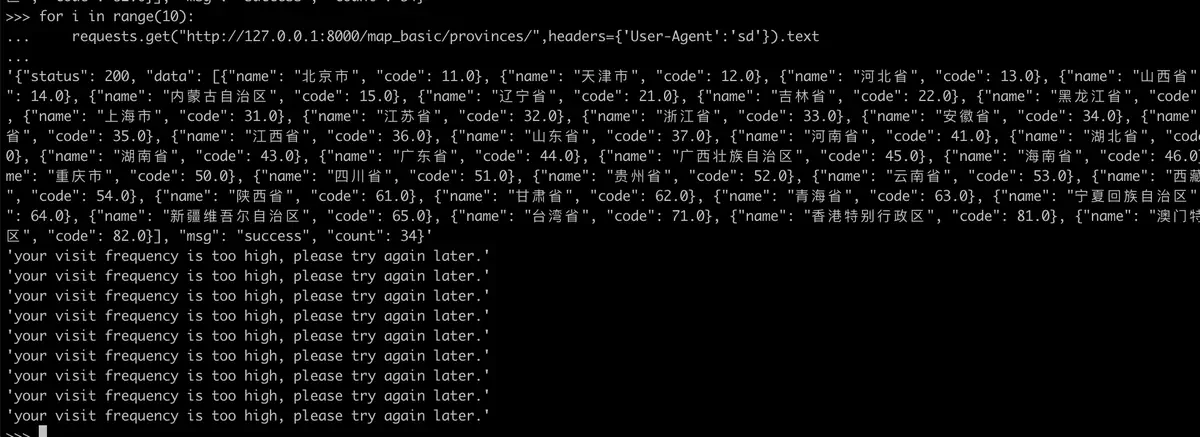 区", "code": 82.0}], "msg": "success", "count": 34}'
>>> for i in range(10):
...     requests.get("http://127.0.0.1:8000/map_basic/provinces/",headers={'User-Agent':'sd'}).text
...
'{"status": 200, "data": [{"name": "北京市", "code": 11.0}, {"name": "天津市", "code": 12.0}, {"name": "河北省", "code": 13.0}, {"name": "山西省"
": 14.0}, {"name": "内蒙古自治区", "code": 15.0}, {"name": "辽宁省", "code": 21.0}, {"name": "吉林省", "code": 22.0}, {"name": "黑龙江省", "code"
, {"name": "上海市", "code": 31.0}, {"name": "江苏省", "code": 32.0}, {"name": "浙江省", "code": 33.0}, {"name": "安徽省", "code": 34.0}, {"name":
省", "code": 35.0}, {"name": "江西省", "code": 36.0}, {"name": "山东省", "code": 37.0}, {"name": "河南省", "code": 41.0}, {"name": "湖北省", "code
0}, {"name": "湖南省", "code": 43.0}, {"name": "广东省", "code": 44.0}, {"name": "广西壮族自治区", "code": 45.0}, {"name": "海南省", "code": 46.0
me": "重庆市", "code": 50.0}, {"name": "四川省", "code": 51.0}, {"name": "贵州省", "code": 52.0}, {"name": "云南省", "code": 53.0}, {"name": "西藏
", "code": 54.0}, {"name": "陕西省", "code": 61.0}, {"name": "甘肃省", "code": 62.0}, {"name": "青海省", "code": 63.0}, {"name": "宁夏回族自治区"
": 64.0}, {"name": "新疆维吾尔自治区", "code": 65.0}, {"name": "台湾省", "code": 71.0}, {"name": "香港特别行政区", "code": 81.0}, {"name": "澳门特
区", "code": 82.0}], "msg": "success", "count": 34}'
'your visit frequency is too high, please try again later.'
'your visit frequency is too high, please try again later.'
'your visit frequency is too high, please try again later.'
'your visit frequency is too high, please try again later.'
'your visit frequency is too high, please try again later.'
'your visit frequency is too high, please try again later.'
'your visit frequency is too high, please try again later.'
'your visit frequency is too high, please try again later.'
'your visit frequency is too high, please try again later.'
>>>